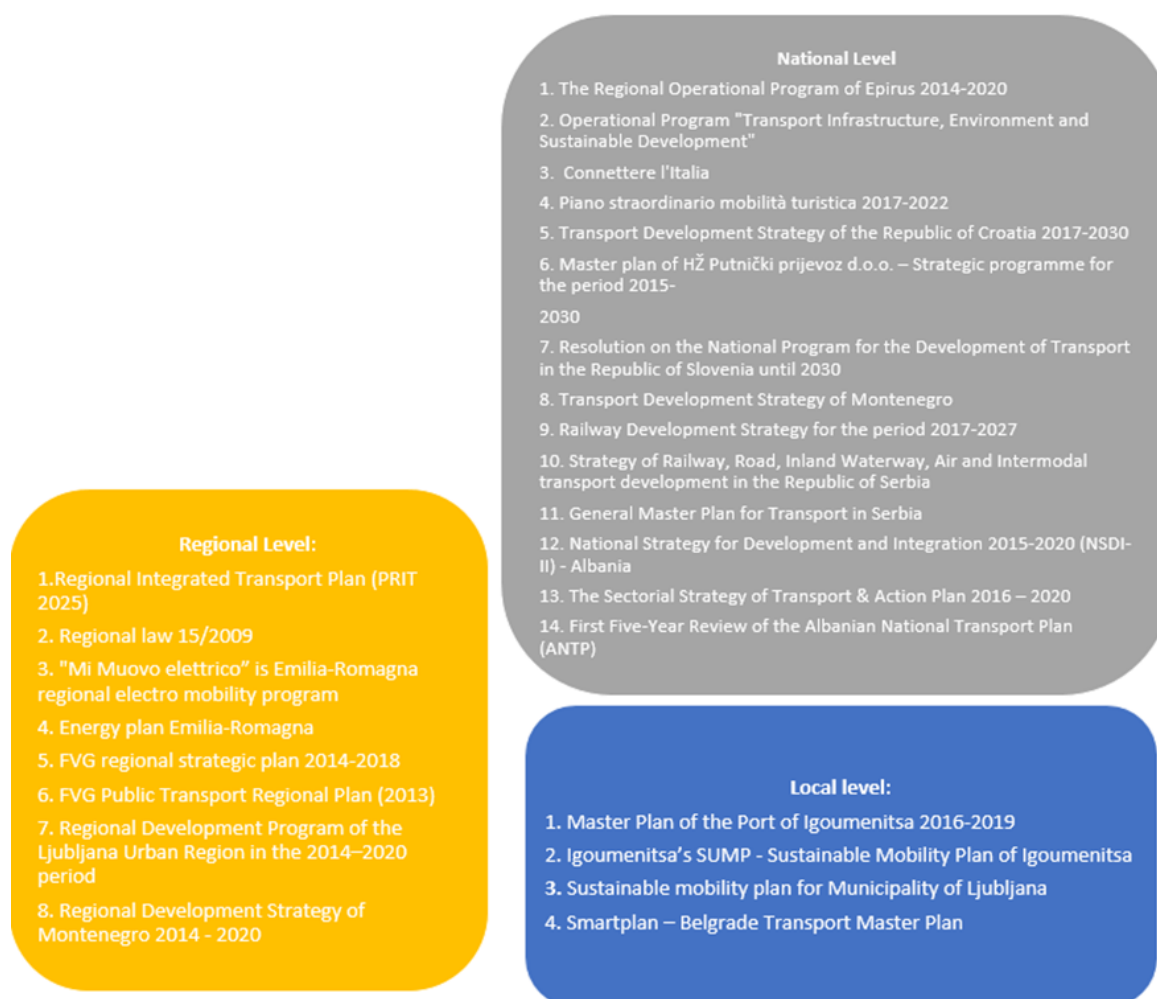 National Level
1. The Regional Operational Program of Epirus 2014-2020
2. Operational Program "Transport Infrastructure, Environment and
Sustainable Development"
3.  Connettere l'Italia
4. Piano straordinario mobilità turistica 2017-2022
5. Transport Development Strategy of the Republic of Croatia 2017-2030
6. Master plan of HŽ Putnički prijevoz d.o.o. – Strategic programme for
the period 2015-
2030
7. Resolution on the National Program for the Development of Transport
in the Republic of Slovenia until 2030
8. Transport Development Strategy of Montenegro
9. Railway Development Strategy for the period 2017-2027
10. Strategy of Railway, Road, Inland Waterway, Air and Intermodal
transport development in the Republic of Serbia
11. General Master Plan for Transport in Serbia
12. National Strategy for Development and Integration 2015-2020 (NSDI-
II) - Albania
13. The Sectorial Strategy of Transport & Action Plan 2016 – 2020
14. First Five-Year Review of the Albanian National Transport Plan
(ANTP)
Regional Level:
1.Regional Integrated Transport Plan (PRIT
2025)
2. Regional law 15/2009
3. "Mi Muovo elettrico” is Emilia-Romagna
regional electro mobility program
4. Energy plan Emilia-Romagna
5. FVG regional strategic plan 2014-2018
6. FVG Public Transport Regional Plan (2013)
7. Regional Development Program of the
Ljubljana Urban Region in the 2014–2020
period
8. Regional Development Strategy of
Montenegro 2014 - 2020
Local level:
1. Master Plan of the Port of Igoumenitsa 2016-2019
2. Igoumenitsa’s SUMP - Sustainable Mobility Plan of Igoumenitsa
3. Sustainable mobility plan for Municipality of Ljubljana
4. Smartplan – Belgrade Transport Master Plan